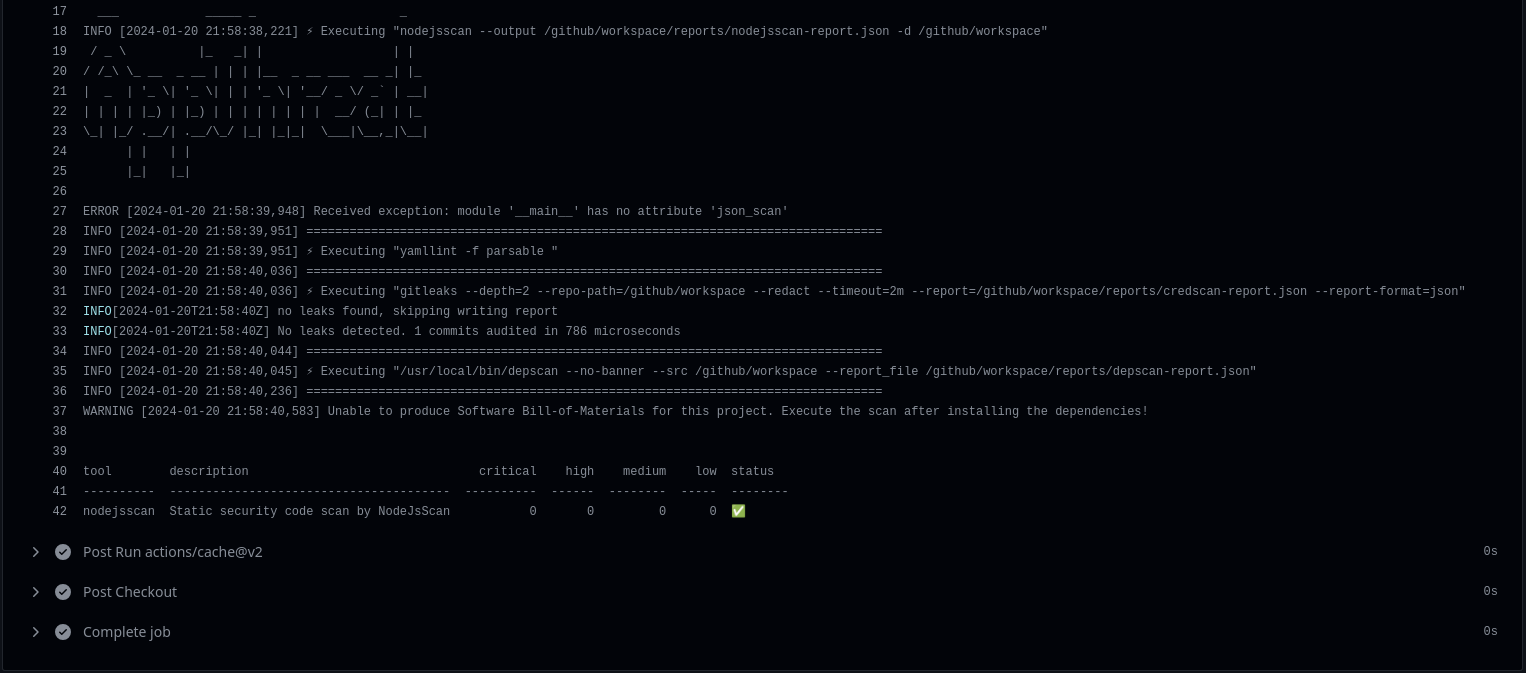 17    ___            _____ _                    _
18  INFO [2024-01-20 21:58:38,221] ⚡ Executing "nodejsscan --output /github/workspace/reports/nodejsscan-report.json -d /github/workspace"
19   / _ \          |_   _| |                  | |
20  / /_\ \_ __  _ __ | | | |__  _ __ ___  __ _| |_
21  |  _  | '_ \| '_ \| | | '_ \| '__/ _ \/ _` | __|
22  | | | | |_) | |_) | | | | | | | |  __/ (_| | |_
23  \_| |_/ .__/| .__/\_/ |_| |_|_|  \___|\__,_|\__|
24        | |   | |
25        |_|   |_|
26
27  ERROR [2024-01-20 21:58:39,948] Received exception: module '__main__' has no attribute 'json_scan'
28  INFO [2024-01-20 21:58:39,951] ================================================================================
29  INFO [2024-01-20 21:58:39,951] ⚡ Executing "yamllint -f parsable "
30  INFO [2024-01-20 21:58:40,036] ================================================================================
31  INFO [2024-01-20 21:58:40,036] ⚡ Executing "gitleaks --depth=2 --repo-path=/github/workspace --redact --timeout=2m --report=/github/workspace/reports/credscan-report.json --report-format=json"
32  INFO[2024-01-20T21:58:40Z] no leaks found, skipping writing report
33  INFO[2024-01-20T21:58:40Z] No leaks detected. 1 commits audited in 786 microseconds
34  INFO [2024-01-20 21:58:40,044] ================================================================================
35  INFO [2024-01-20 21:58:40,045] ⚡ Executing "/usr/local/bin/depscan --no-banner --src /github/workspace --report_file /github/workspace/reports/depscan-report.json"
36  INFO [2024-01-20 21:58:40,236] ================================================================================
37  WARNING [2024-01-20 21:58:40,583] Unable to produce Software Bill-of-Materials for this project. Execute the scan after installing the dependencies!
38
39
40  tool        description                                critical    high    medium    low  status
41  ----------  ---------------------------------------  ----------  ------  --------  -----  --------
42  nodejsscan  Static security code scan by NodeJsScan           0       0         0      0  ✅
Post Run actions/cache@v2 0s
Post Checkout 0s
Complete job 0s